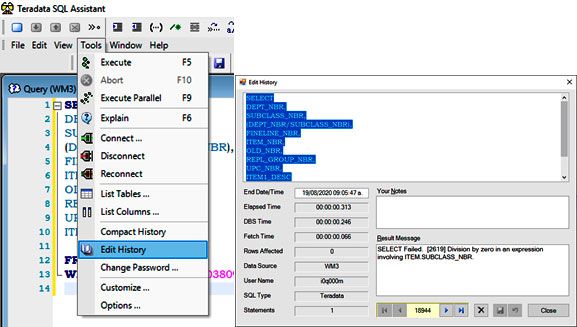 Teradata SQL Assistant
File Edit View Tools Window Help
Query (WM3)
Execute F5
Abort F10
Execute Parallel F9
Explain F6
Connect ...
Disconnect
Reconnect
List Tables ...
List Columns ...
Compact History
Edit History
Change Password ...
Customize ...
Options ...
1 SE
2 DE
3 SU
4 (D NBR),
5 FI
6 ITE
7 OL
8 RE
9 UP
10 ITE
11
12 FR
13 W 03809
14
Edit History
SELECT
DEPT_NBR,
SUBCLASS_NBR,
(DEPT_NBR/SUBCLASS_NBR),
FINELINE_NBR,
ITEM_NBR,
OLD_NBR,
REPL_GROUP_NBR,
UPC_NBR,
ITEM1_DESC
End Date/Time 19/08/2020 09:05:47 a.
Elapsed Time 00:00:00.313
DBS Time 00:00:00.246
Fetch Time 00:00:00.066
Rows Affected 0
Data Source WM3
User Name i0q000m
SQL Type Teradata
Statements 1
Your Notes
Result Message
SELECT Failed. [2619] Division by zero in an expression
involving ITEM.SUBCLASS_NBR.
18944
Close